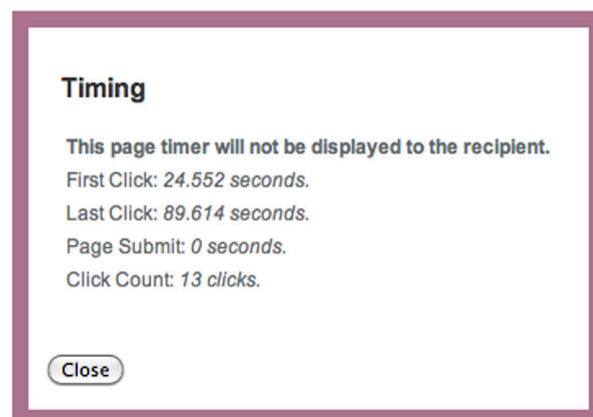 Timing
This page timer will not be displayed to the recipient.
First Click: 24.552 seconds.
Last Click: 89.614 seconds.
Page Submit: 0 seconds.
Click Count: 13 clicks.
Close